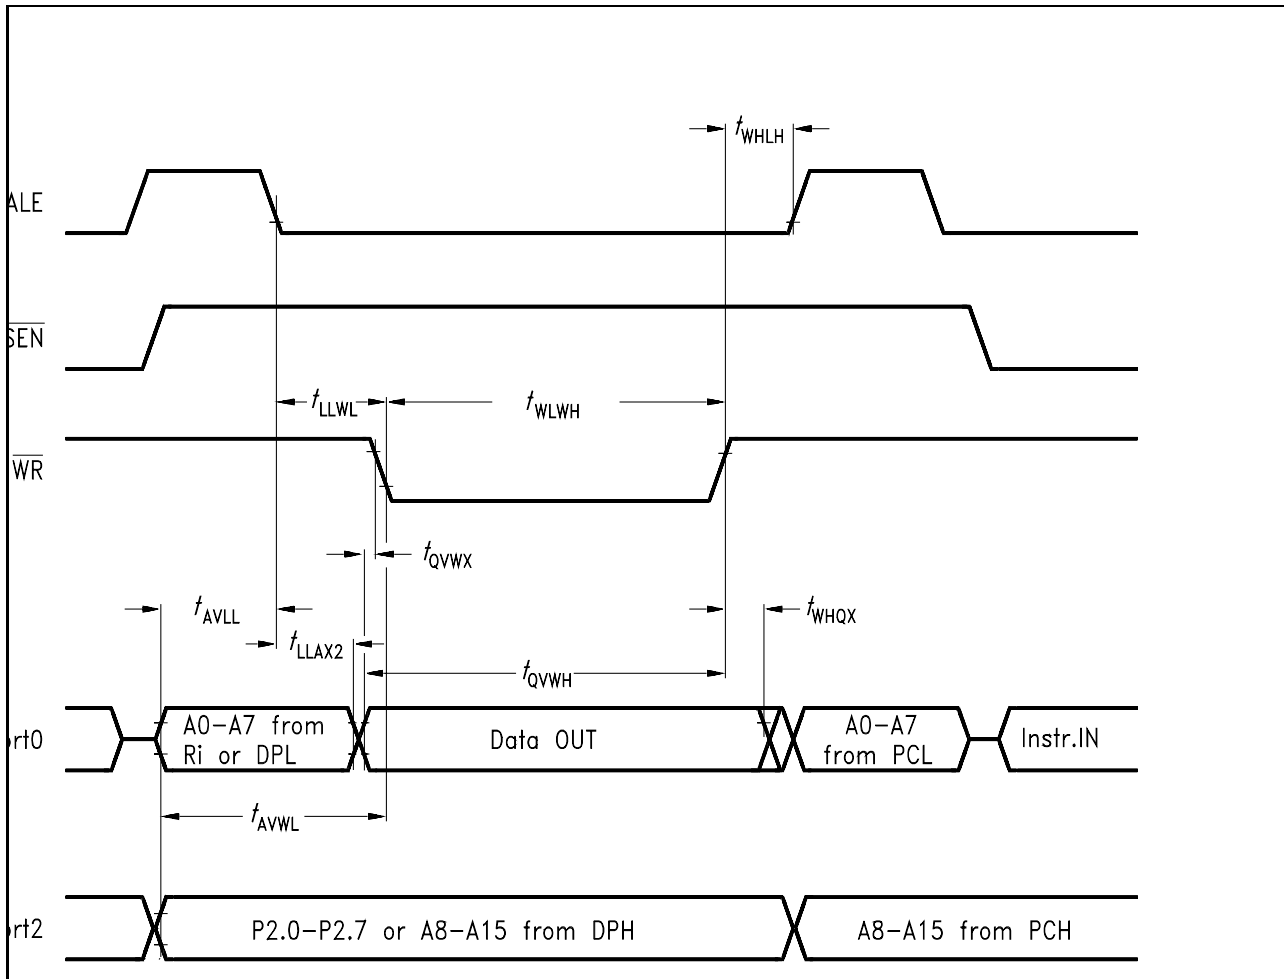 tWHLH
ALE
SEN
tLLWL
tWLWH
WR
tQVWX
tAVLL
tWHQX
tLLAX2
tQVWH
A0-A7 from
Ri or DPL
Data OUT
A0-A7
from PCL
Instr.IN
rt0
tAVWL
rt2
P2.0-P2.7 or A8-A15 from DPH
A8-A15 from PCH